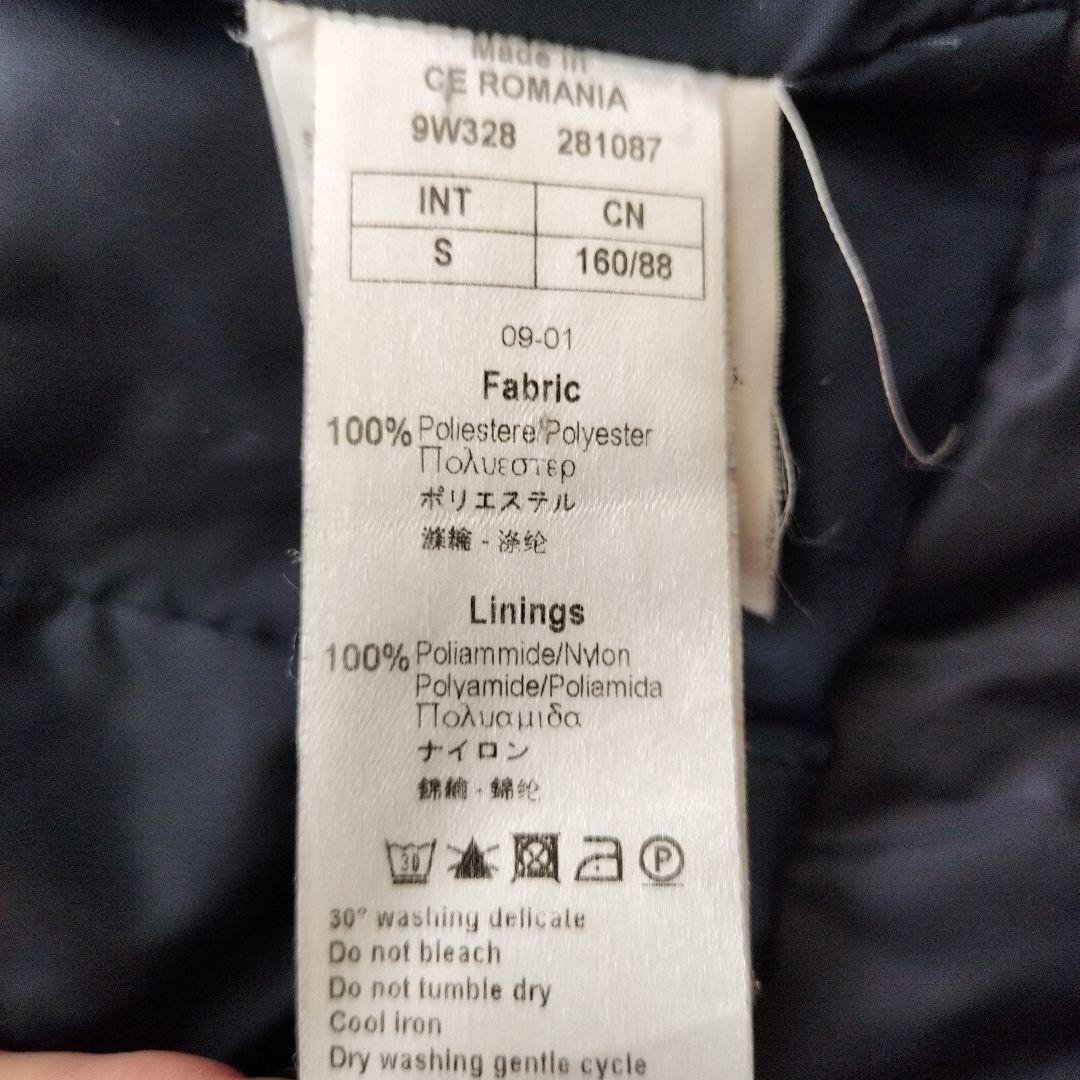 Made in
CE ROMANIA
9W328 281087
INT CN
S 160/88
09-01
Fabric
100% Poliestere/Polyester
Πολυεστερ
ポリエステル
滌綸 - 涤纶
Linings
100% Poliammide/Nylon
Polyamide/Poliamida
Πολυαμιδα
ナイロン
錦綸 - 锦纶
30 P
30° washing delicate
Do not bleach
Do not tumble dry
Cool iron
Dry washing gentle cycle